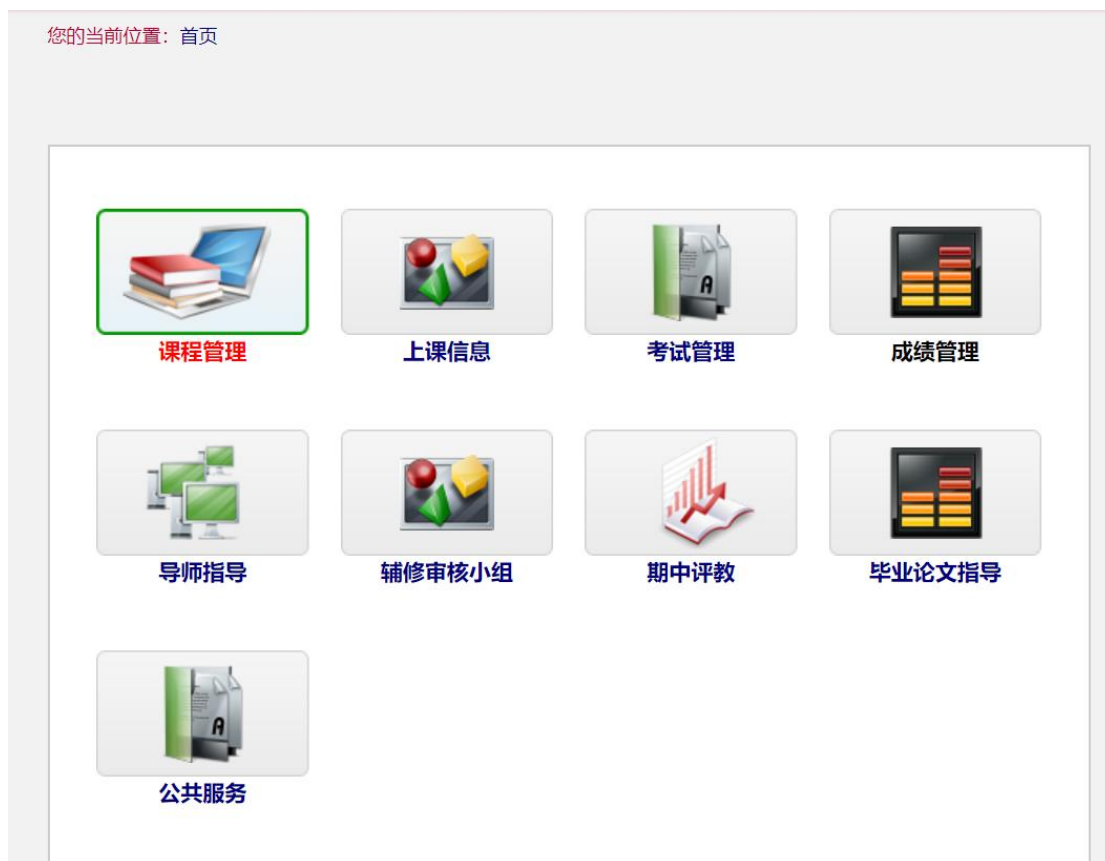 您的当前位置：首页
课程管理 上课信息 考试管理 成绩管理
导师指导 辅修审核小组 期中评教 毕业论文指导
公共服务